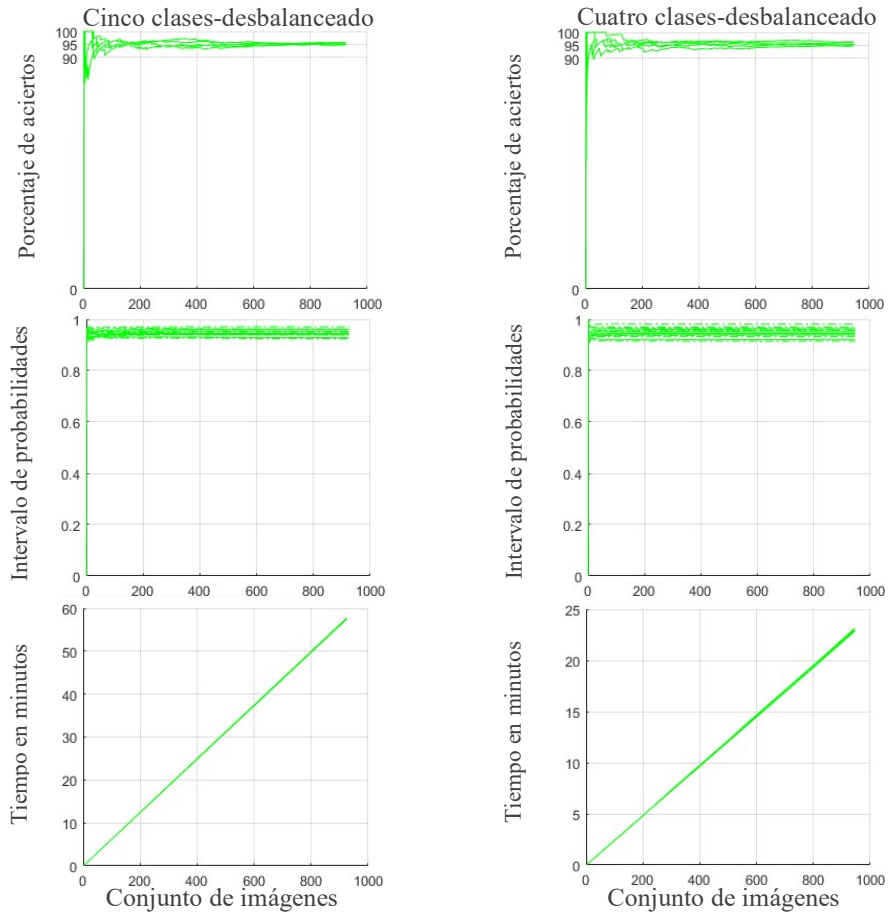 Cinco clases-desbalanceado
Porcentaje de aciertos
100
95
90
0
0 200 400 600 800 1000
Cuatro clases-desbalanceado
Porcentaje de aciertos
100
95
90
0
0 200 400 600 800 1000
Intervalo de probabilidades
1
0.8
0.6
0.4
0.2
0
0 200 400 600 800 1000
Intervalo de probabilidades
1
0.8
0.6
0.4
0.2
0
0 200 400 600 800 1000
Tiempo en minutos
60
50
40
30
20
10
0
0 200 400 600 800 1000
Conjunto de imágenes
Tiempo en minutos
25
20
15
10
5
0
0 200 400 600 800 1000
Conjunto de imágenes